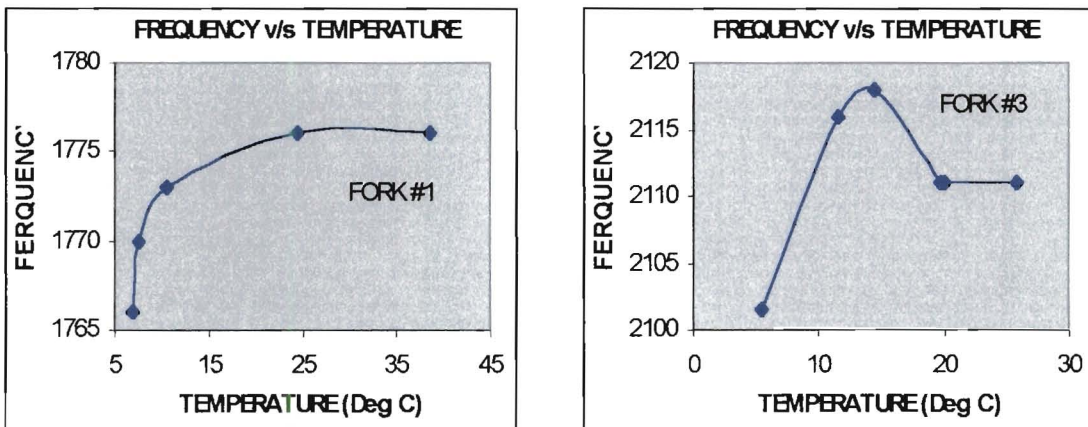 FREQUENCY v/s TEMPERATURE
1780
1775
1770
1765
FERQUENC'
FORK #1
5 15 25 35 45
TEMPERATURE (Deg C)
FREQUENCY v/s TEMPERATURE
2120
2115
2110
2105
2100
FERQUENC'
FORK #3
0 10 20 30
TEMPERATURE (Deg C)